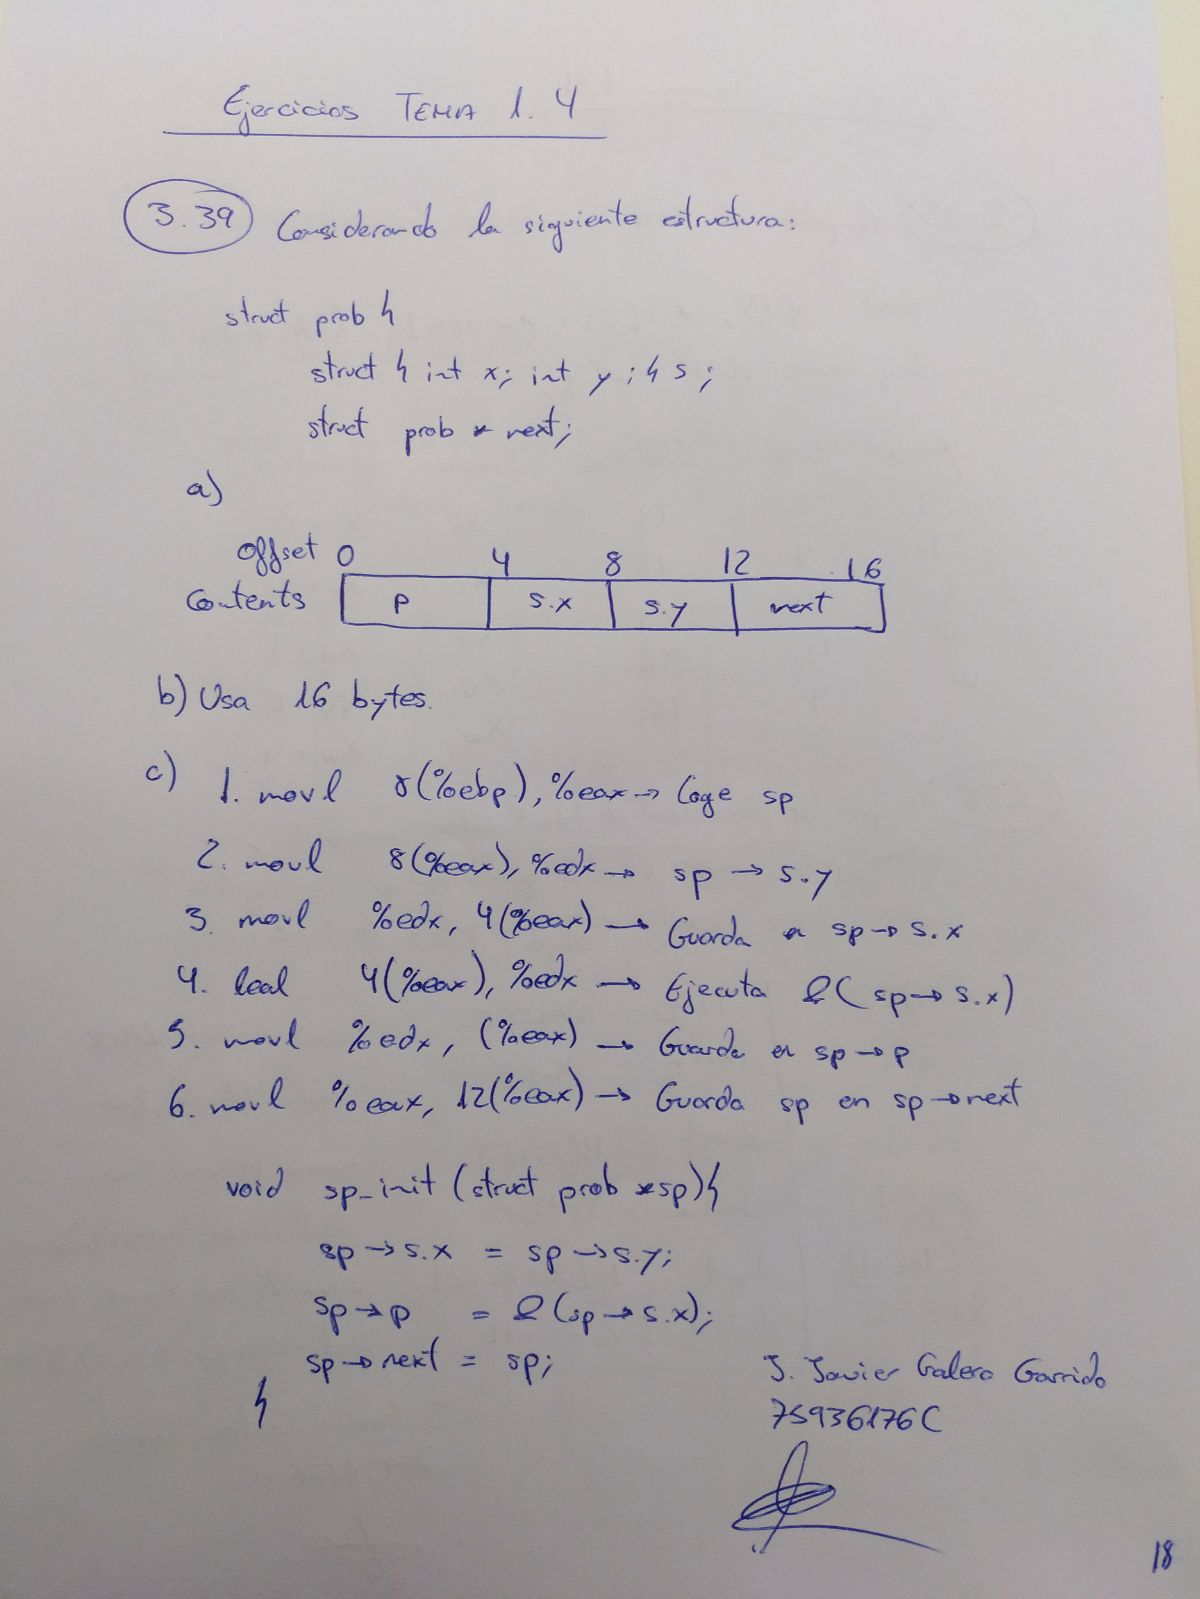 Ejercicios TEMA 1.4
3.39 Considerando la siguiente estructura:
struct prob {
struct { int x; int y; } s;
struct prob * next;
a)
Offset 0 4 8 12 16
Contents p s.x s.y next
b) Usa 16 bytes.
c) 1. movl 8(%ebp), %eax → Coge sp
2. movl 8(%eax), %edx → sp → s.y
3. movl %edx, 4(%eax) → Guarda en sp → s.x
4. leal 4(%eax), %edx → Ejecuta &(sp → s.x)
5. movl %edx, (%eax) → Guarda en sp → p
6. movl %eax, 12(%eax) → Guarda sp en sp → next
void sp_init (struct prob *sp) {
sp → s.x = sp → s.y;
sp → p = &(sp → s.x);
sp → next = sp;
}
J. Javier Galera Garrido
75936176C
18